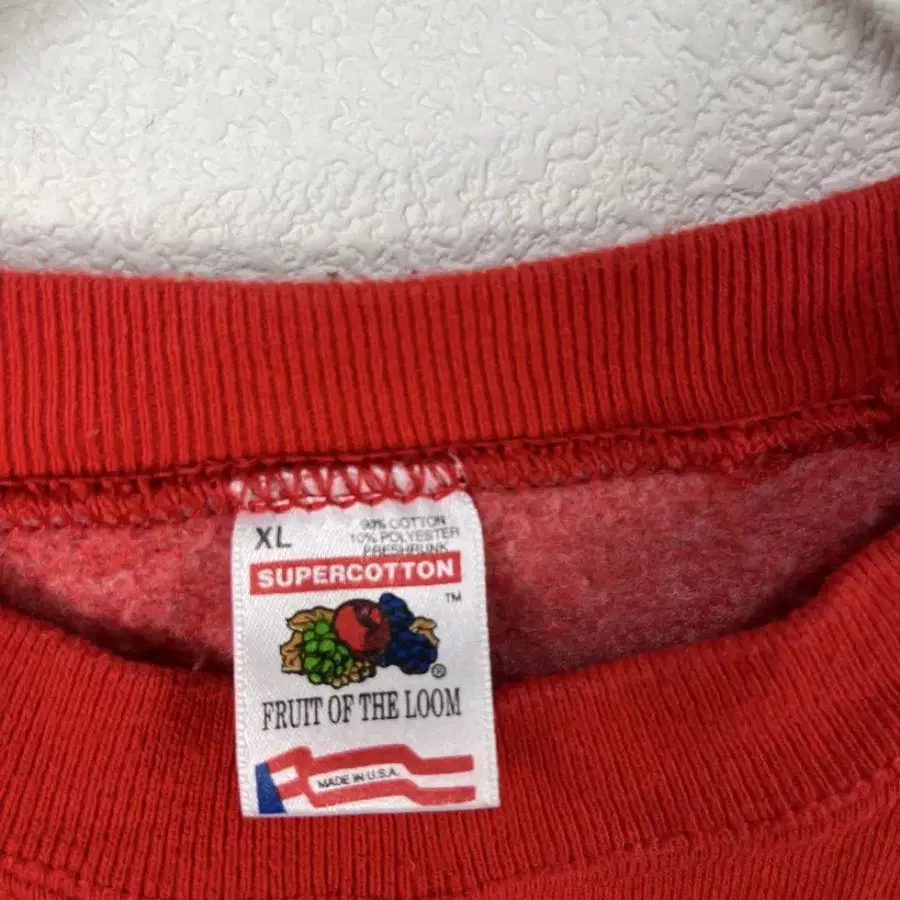 XL
90% COTTON
10% POLYESTER
PRESHRUNK
SUPERCOTTON
TM
®
FRUIT OF THE LOOM
MADE IN U.S.A.